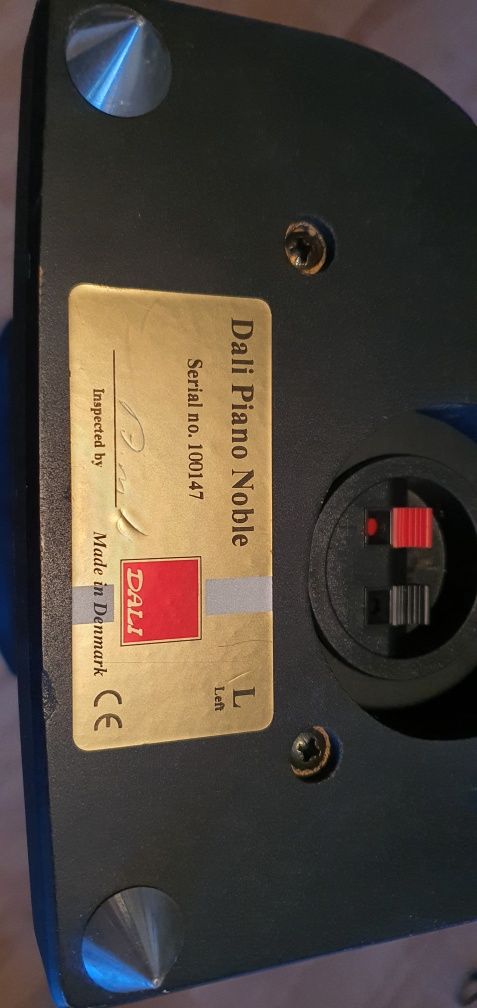 Dali Piano Noble
Serial no. 100147
Inspected by
L
Left
DALI
Made in Denmark CE